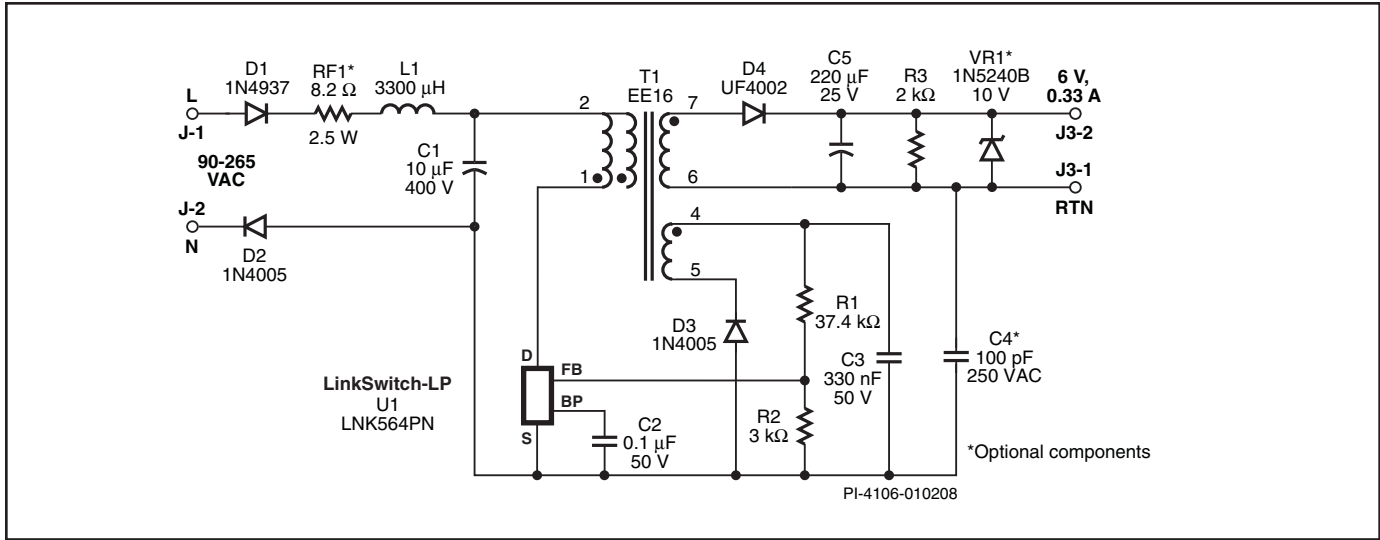 D1
1N4937
RF1*
8.2 Ω
2.5 W
L1
3300 μH
L
J-1
90-265
VAC
J-2
N
D2
1N4005
C1
10 μF
400 V
2
1
T1
EE16
7
6
4
5
D4
UF4002
C5
220 μF
25 V
R3
2 kΩ
VR1*
1N5240B
10 V
6 V,
0.33 A
J3-2
J3-1
RTN
D3
1N4005
R1
37.4 kΩ
C3
330 nF
50 V
C4*
100 pF
250 VAC
LinkSwitch-LP
U1
LNK564PN
D
FB
BP
S
C2
0.1 μF
50 V
R2
3 kΩ
*Optional components
PI-4106-010208